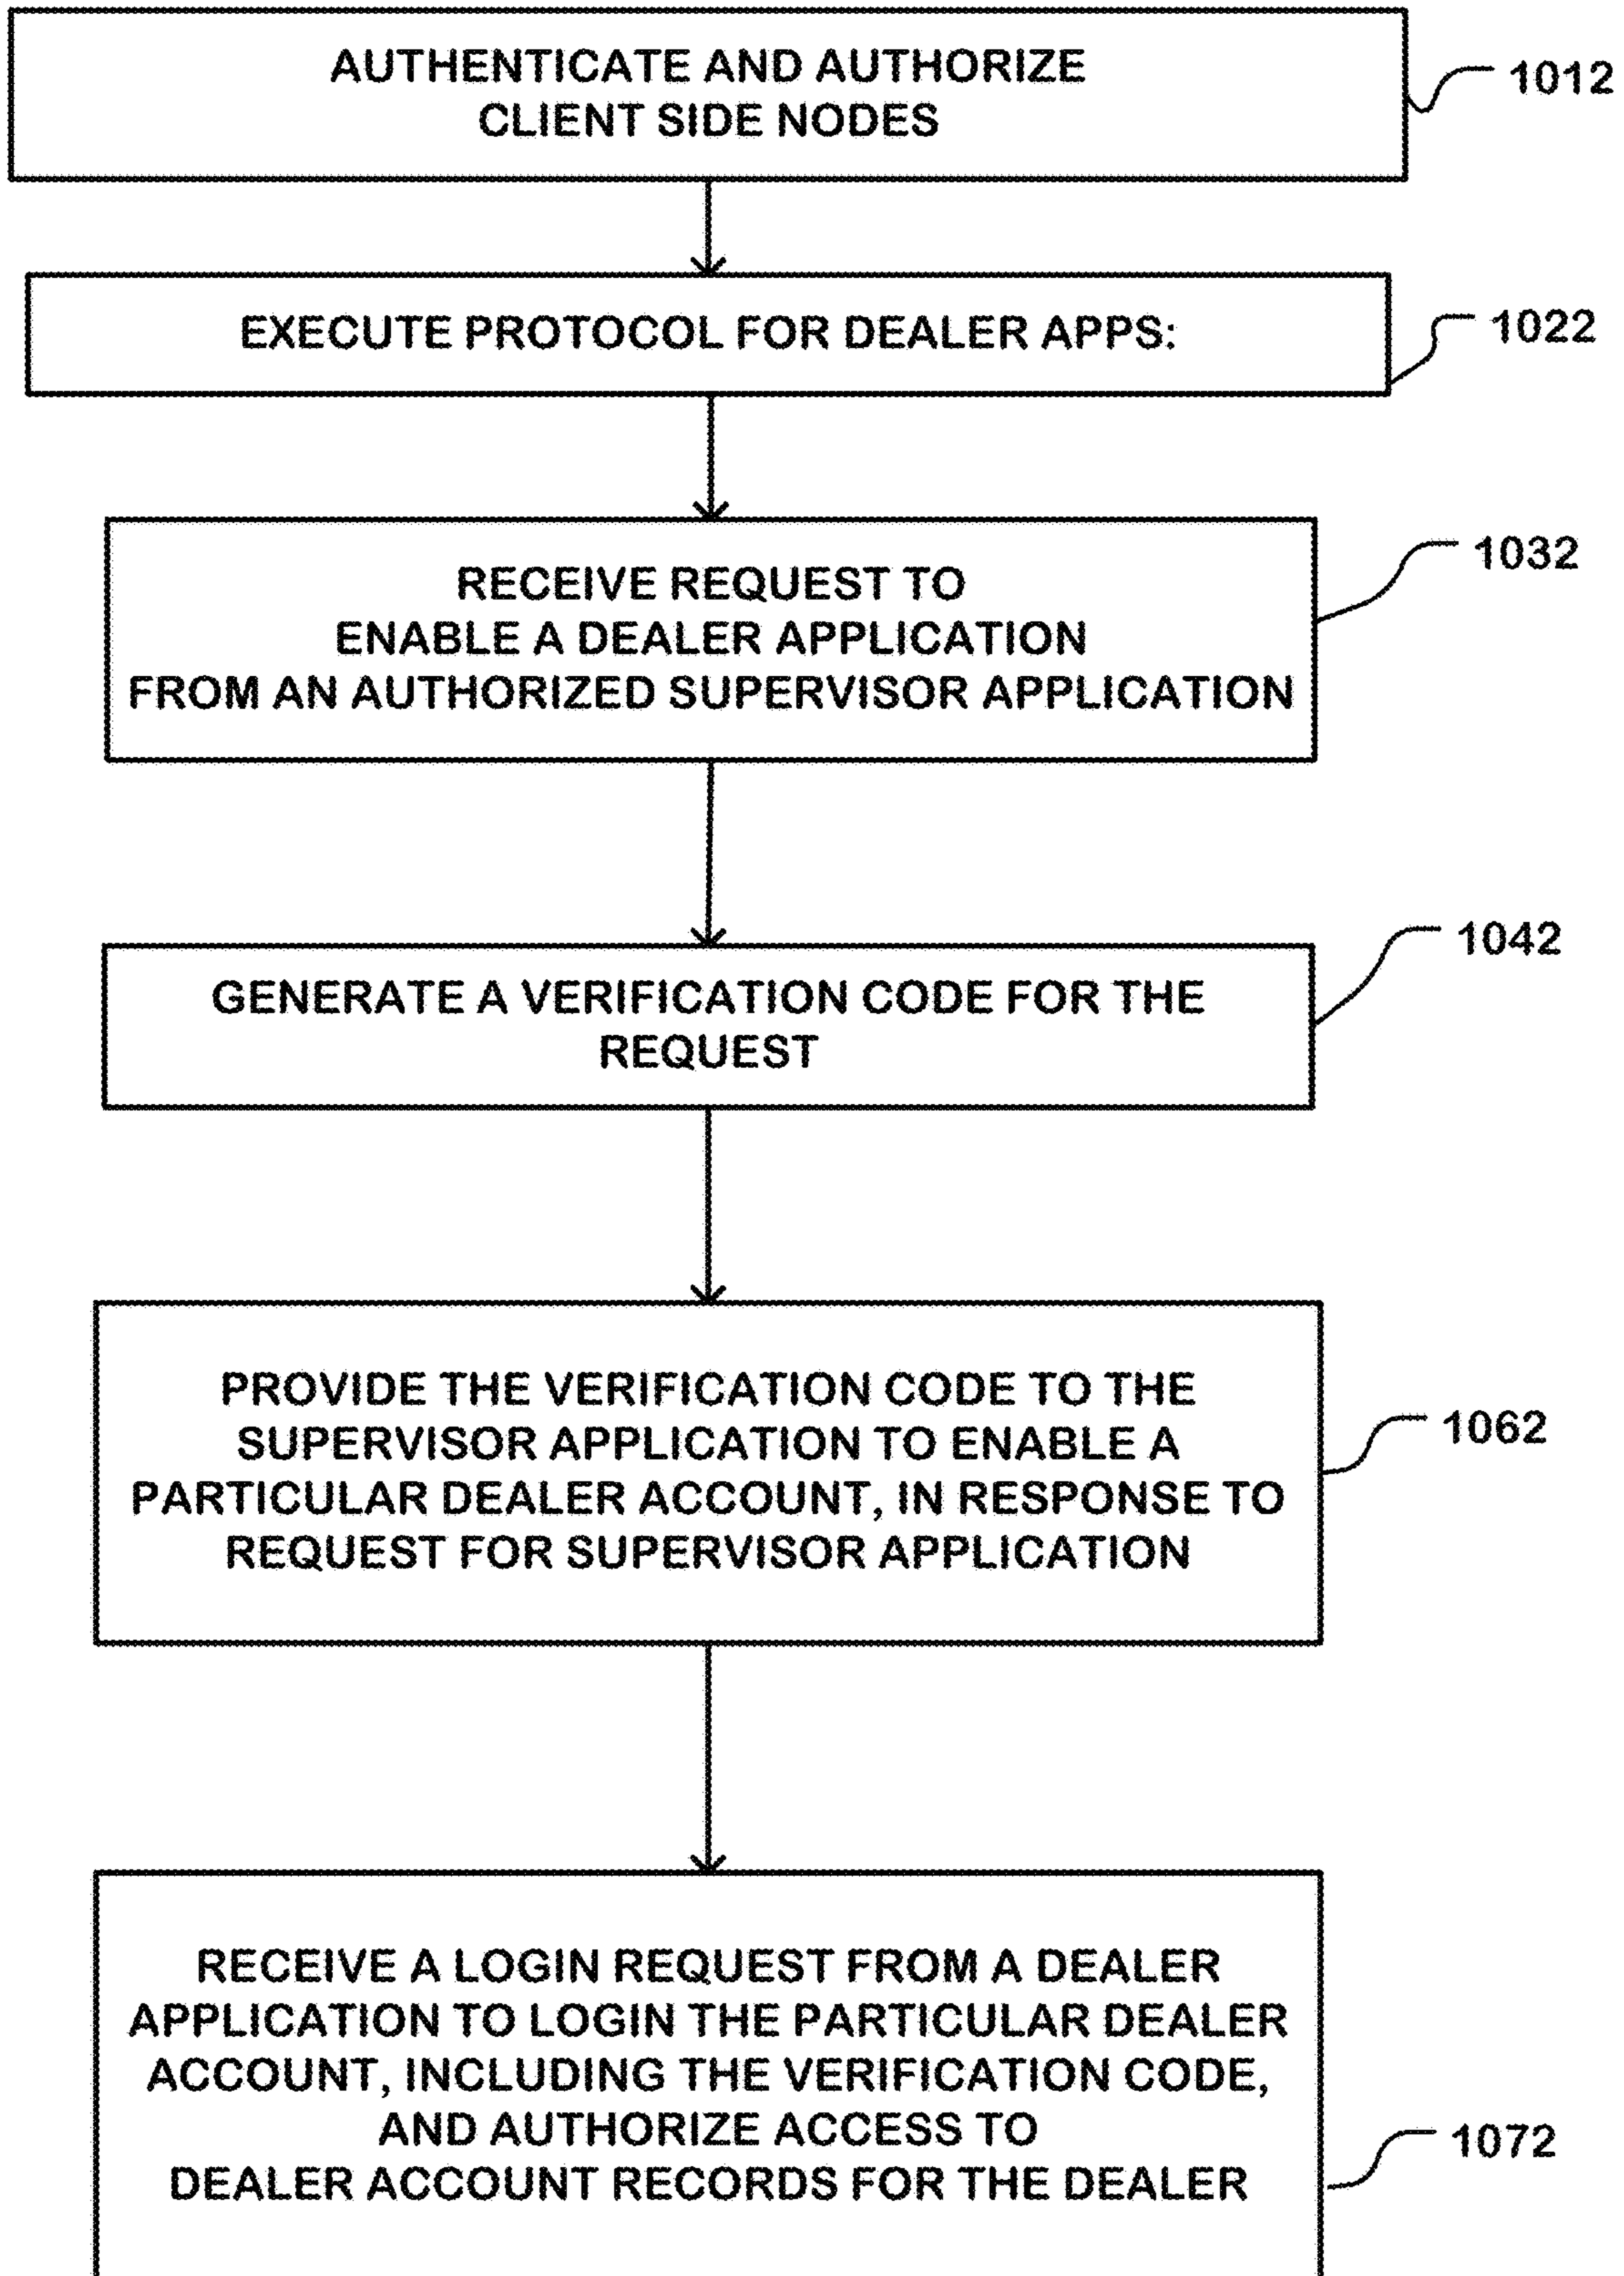 AUTHENTICATE AND AUTHORIZE
CLIENT SIDE NODES
1012
EXECUTE PROTOCOL FOR DEALER APPS:
1022
RECEIVE REQUEST TO
ENABLE A DEALER APPLICATION
FROM AN AUTHORIZED SUPERVISOR APPLICATION
1032
GENERATE A VERIFICATION CODE FOR THE
REQUEST
1042
PROVIDE THE VERIFICATION CODE TO THE
SUPERVISOR APPLICATION TO ENABLE A
PARTICULAR DEALER ACCOUNT, IN RESPONSE TO
REQUEST FOR SUPERVISOR APPLICATION
1062
RECEIVE A LOGIN REQUEST FROM A DEALER
APPLICATION TO LOGIN THE PARTICULAR DEALER
ACCOUNT, INCLUDING THE VERIFICATION CODE,
AND AUTHORIZE ACCESS TO
DEALER ACCOUNT RECORDS FOR THE DEALER
1072